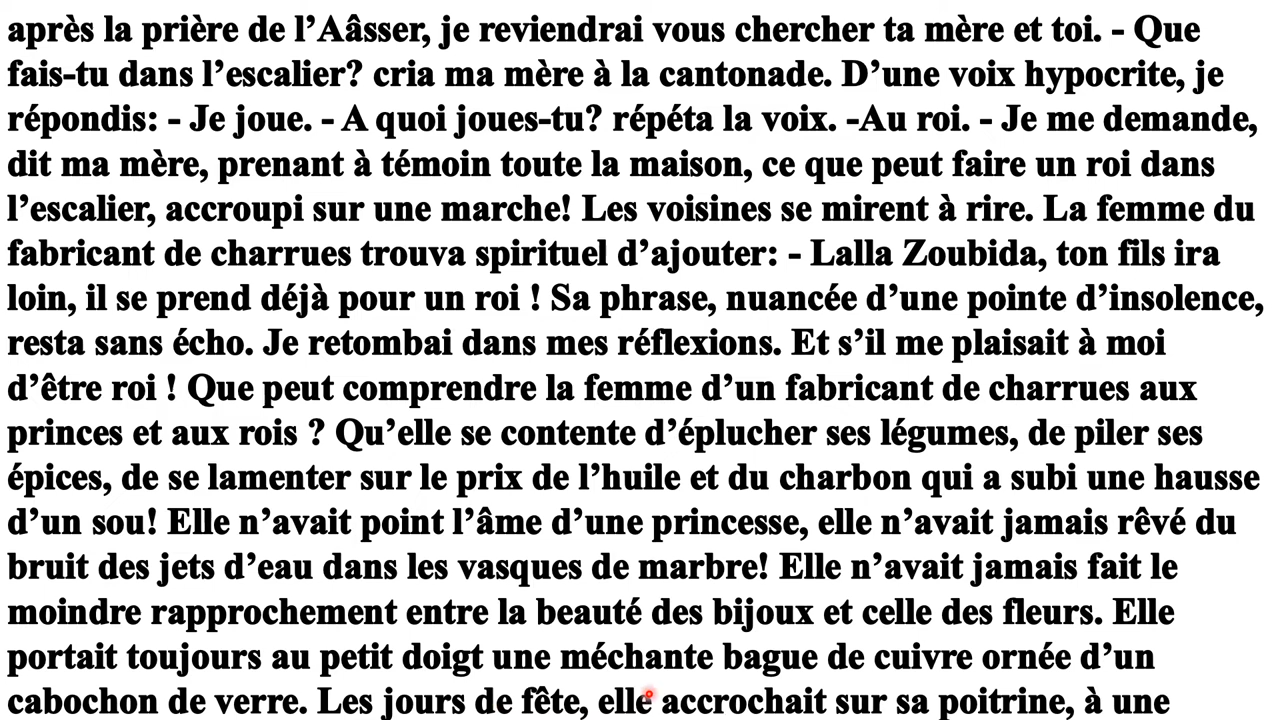 après la prière de l’Aâsser, je reviendrai vous chercher ta mère et toi. - Que
fais-tu dans l’escalier? cria ma mère à la cantonade. D’une voix hypocrite, je
répondis: - Je joue. - A quoi joues-tu? répéta la voix. -Au roi. - Je me demande,
dit ma mère, prenant à témoin toute la maison, ce que peut faire un roi dans
l’escalier, accroupi sur une marche! Les voisines se mirent à rire. La femme du
fabricant de charrues trouva spirituel d’ajouter: - Lalla Zoubida, ton fils ira
loin, il se prend déjà pour un roi ! Sa phrase, nuancée d’une pointe d’insolence,
resta sans écho. Je retombai dans mes réflexions. Et s’il me plaisait à moi
d’être roi ! Que peut comprendre la femme d’un fabricant de charrues aux
princes et aux rois ? Qu’elle se contente d’éplucher ses légumes, de piler ses
épices, de se lamenter sur le prix de l’huile et du charbon qui a subi une hausse
d’un sou! Elle n’avait point l’âme d’une princesse, elle n’avait jamais rêvé du
bruit des jets d’eau dans les vasques de marbre! Elle n’avait jamais fait le
moindre rapprochement entre la beauté des bijoux et celle des fleurs. Elle
portait toujours au petit doigt une méchante bague de cuivre ornée d’un
cabochon de verre. Les jours de fête, elle accrochait sur sa poitrine, à une